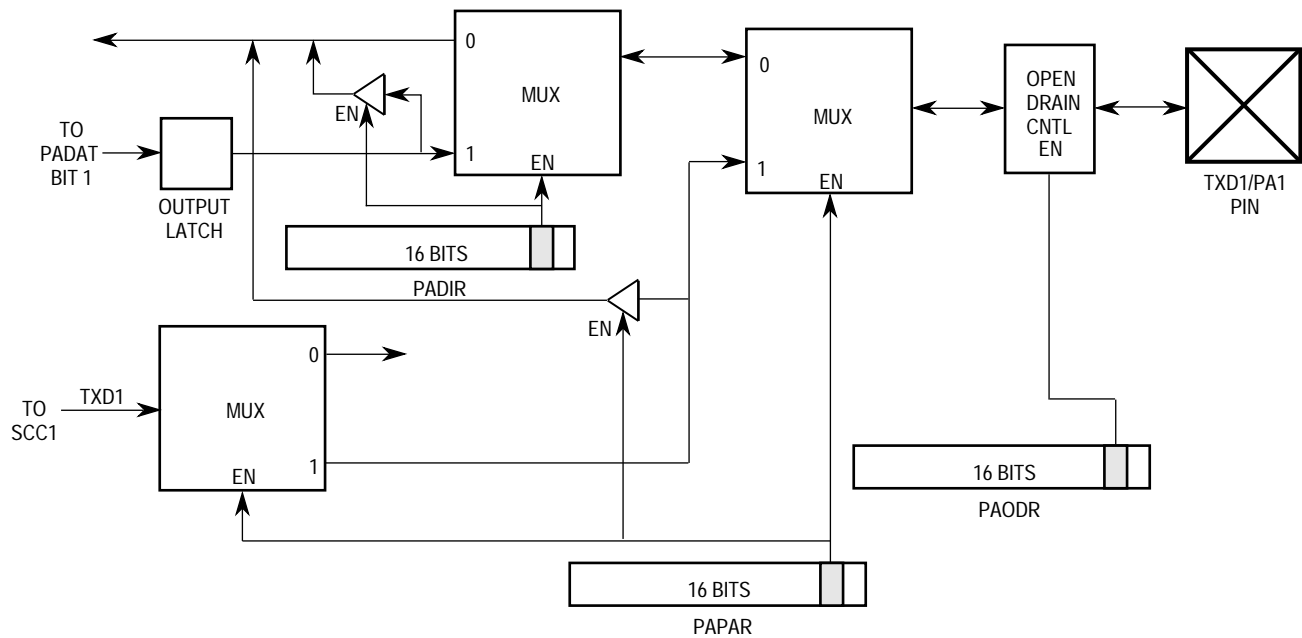 0
MUX
EN
1
EN
TO
PADAT
BIT 1
OUTPUT
LATCH
16 BITS
PADIR
0
MUX
1
EN
OPEN
DRAIN
CNTL
EN
TXD1/PA1
PIN
EN
TO
SCC1
TXD1
0
MUX
1
EN
16 BITS
PAODR
16 BITS
PAPAR